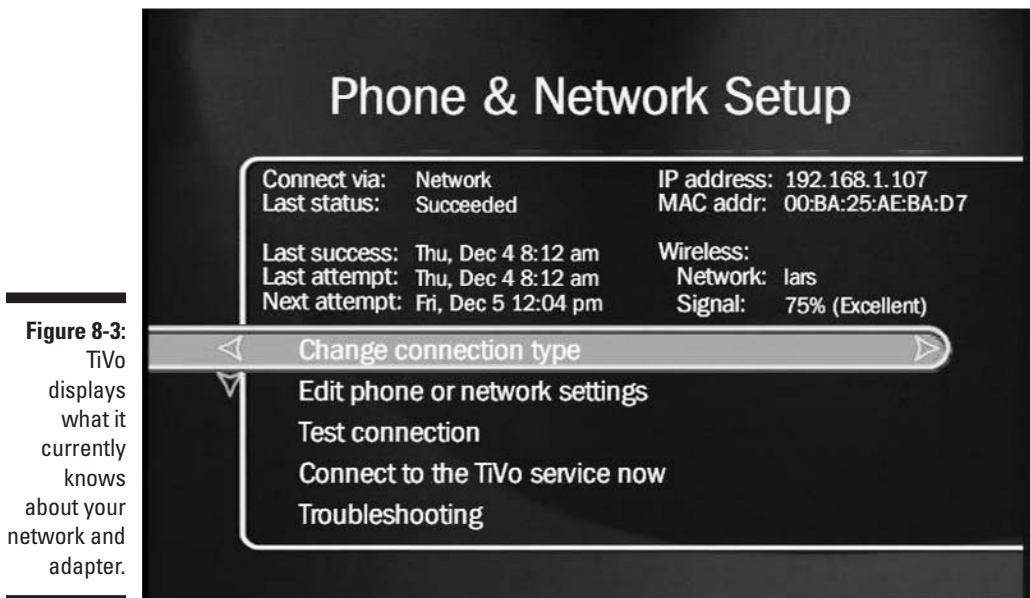 Phone & Network Setup
Connect via: Network
Last status: Succeeded
IP address: 192.168.1.107
MAC addr: 00:BA:25:AE:BA:D7
Last success: Thu, Dec 4 8:12 am
Last attempt: Thu, Dec 4 8:12 am
Next attempt: Fri, Dec 5 12:04 pm
Wireless:
Network: lars
Signal: 75% (Excellent)
Change connection type
Edit phone or network settings
Test connection
Connect to the TiVo service now
Troubleshooting
Figure 8-3:
TiVo
displays
what it
currently
knows
about your
network and
adapter.